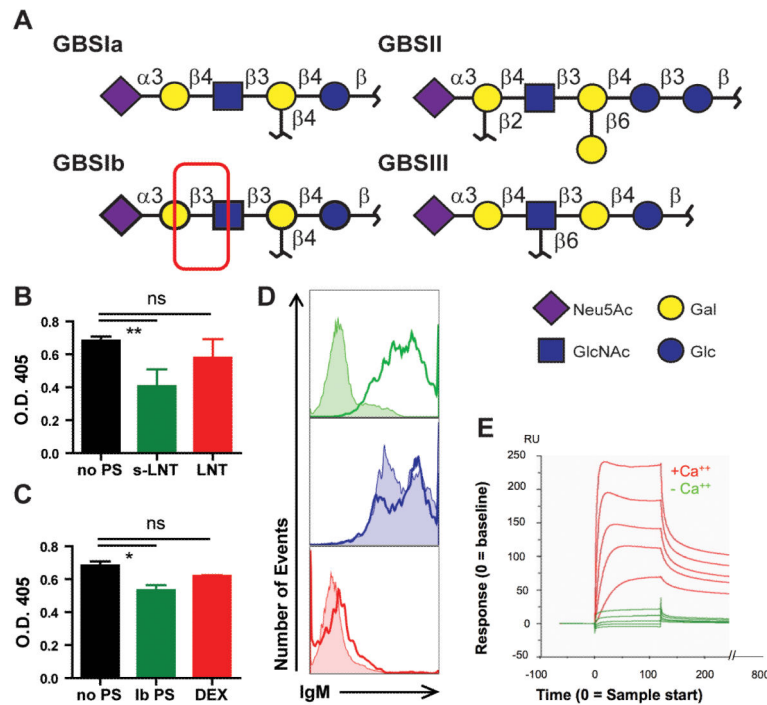 A
GBSIa
α3 β4 β3 β4 β
β4
GBSII
α3 β4 β3 β4 β3 β
β2 β6
GBSIb
α3 β3 β3 β4 β
β4
GBSIII
α3 β4 β3 β4 β
β6
Neu5Ac Gal
GlcNAc Glc
B
ns
**
O.D. 405
0.8
0.6
0.4
0.2
0.0
no PS s-LNT LNT
C
ns
*
O.D. 405
0.8
0.6
0.4
0.2
0.0
no PS Ib PS DEX
D
Number of Events
IgM
E
RU
250
200
150
100
50
0
-50
+Ca⁺⁺
- Ca⁺⁺
Response (0 = baseline)
-100 0 100 200 800
Time (0 = Sample start)